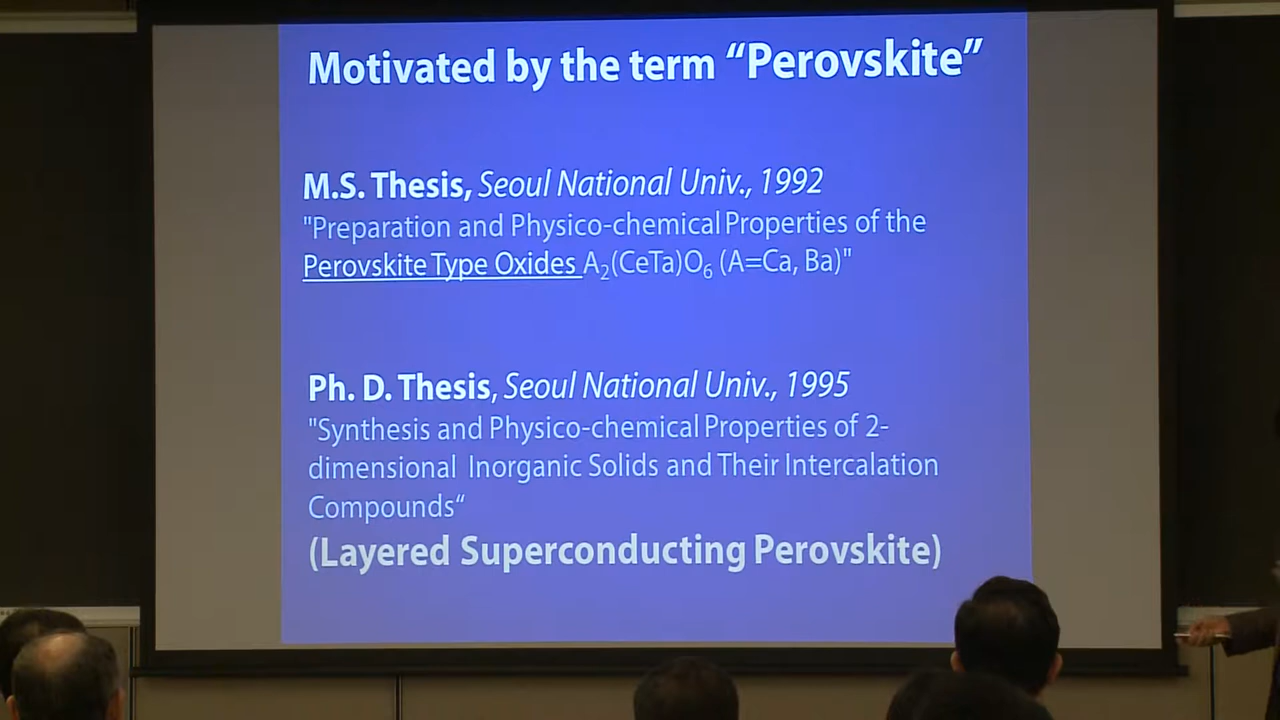 Motivated by the term “Perovskite”
M.S. Thesis, Seoul National Univ., 1992
"Preparation and Physico-chemical Properties of the
Perovskite Type Oxides A₂(CeTa)O₆ (A=Ca, Ba)"
Ph. D. Thesis, Seoul National Univ., 1995
"Synthesis and Physico-chemical Properties of 2-
dimensional Inorganic Solids and Their Intercalation
Compounds“
(Layered Superconducting Perovskite)